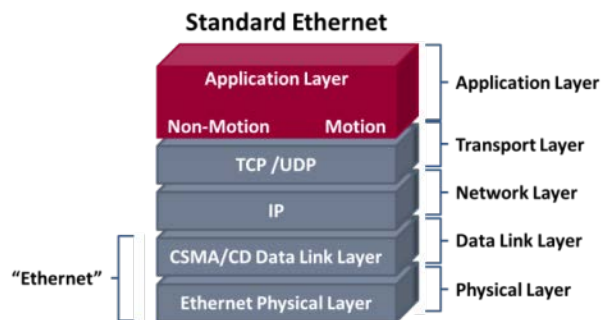 Standard Ethernet
Application Layer
Non-Motion Motion
TCP /UDP
IP
CSMA/CD Data Link Layer
Ethernet Physical Layer
Application Layer
Transport Layer
Network Layer
Data Link Layer
Physical Layer
“Ethernet”